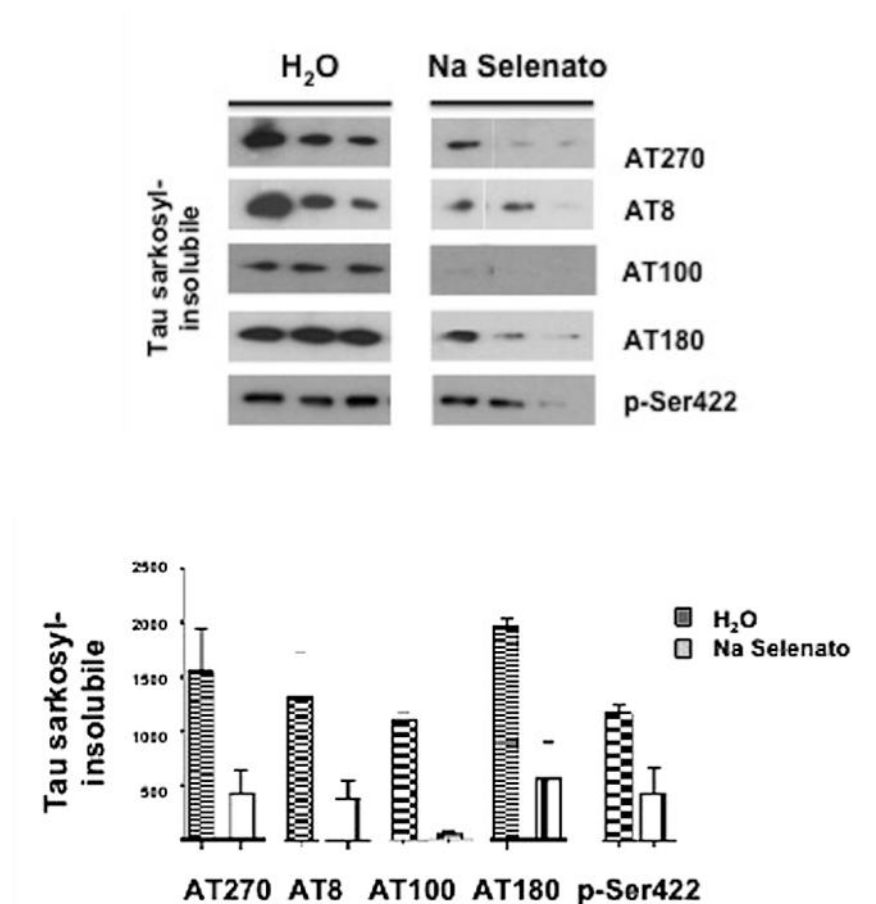 H₂O
Na Selenato
Tau sarkosyl-
insolubile
AT270
AT8
AT100
AT180
p-Ser422
Tau sarkosyl-
insolubile
2500
2000
1500
1000
500
H₂O
Na Selenato
AT270 AT8 AT100 AT180 p-Ser422